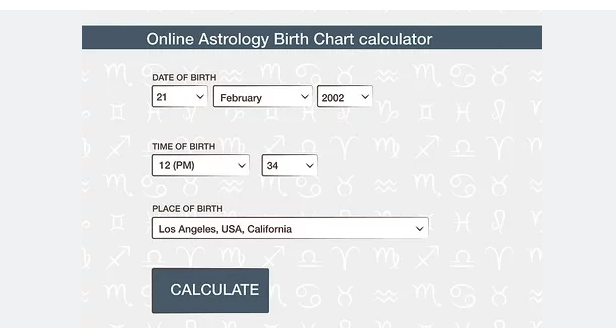 Online Astrology Birth Chart calculator
DATE OF BIRTH
21 February 2002
TIME OF BIRTH
12 (PM) 34
PLACE OF BIRTH
Los Angeles, USA, California
CALCULATE